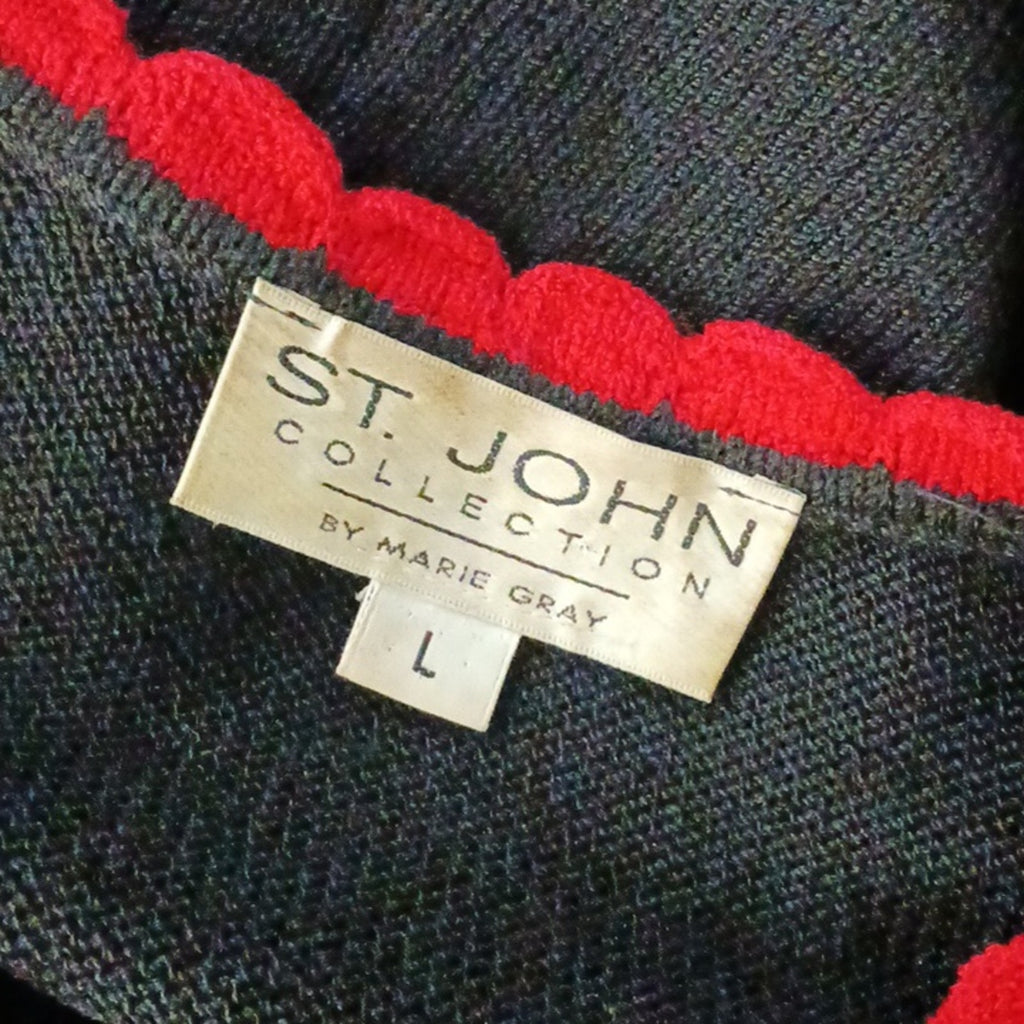 ST. JOHN
COLLECTION
BY MARIE GRAY
L